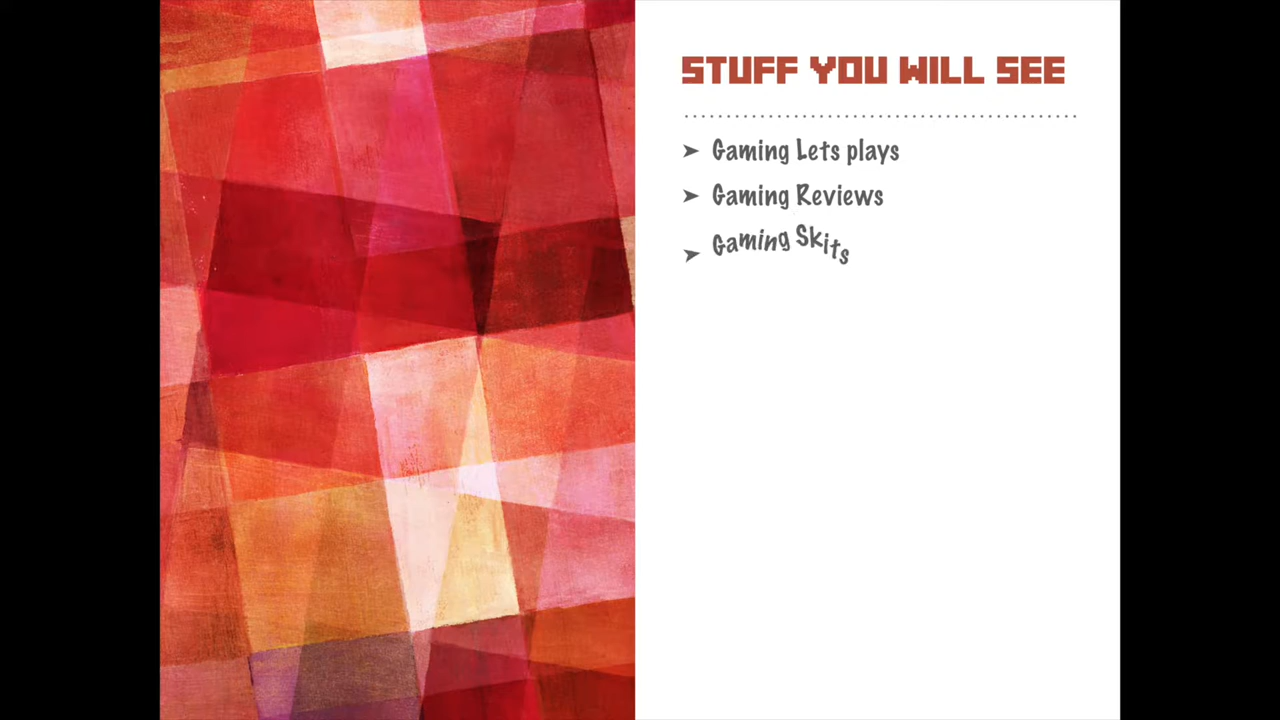 STUFF YOU WILL SEE
➤ Gaming Lets plays
➤ Gaming Reviews
➤ Gaming Skits